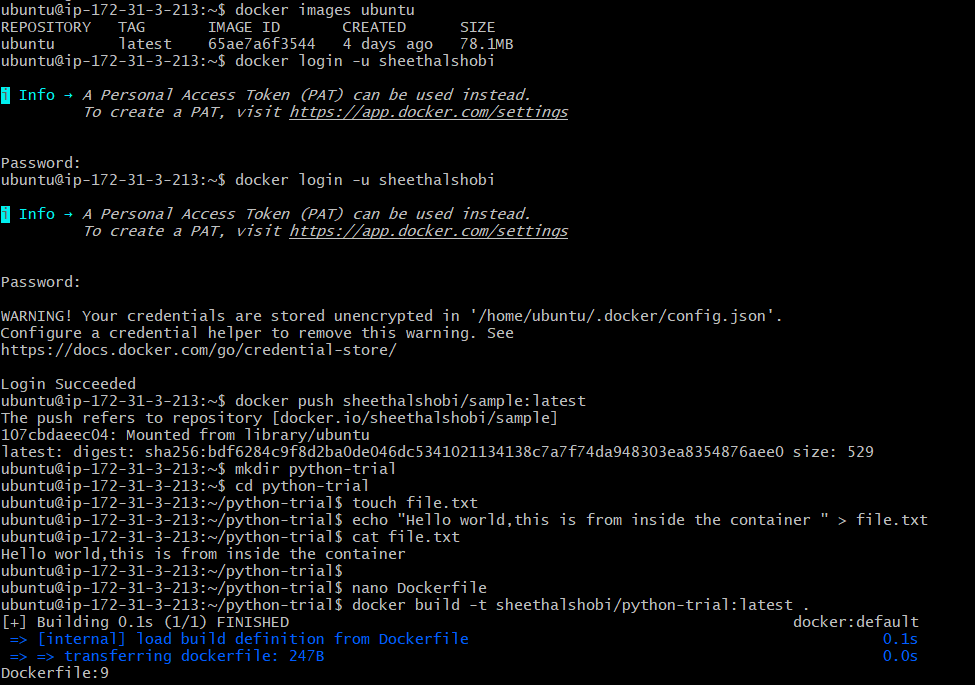 ubuntu@ip-172-31-3-213:~$ docker images ubuntu
REPOSITORY   TAG       IMAGE ID       CREATED      SIZE
ubuntu       latest    65ae7a6f3544   4 days ago   78.1MB
ubuntu@ip-172-31-3-213:~$ docker login -u sheethalshobi
i Info → A Personal Access Token (PAT) can be used instead.
To create a PAT, visit https://app.docker.com/settings
Password:
ubuntu@ip-172-31-3-213:~$ docker login -u sheethalshobi
i Info → A Personal Access Token (PAT) can be used instead.
To create a PAT, visit https://app.docker.com/settings
Password:
WARNING! Your credentials are stored unencrypted in '/home/ubuntu/.docker/config.json'.
Configure a credential helper to remove this warning. See
https://docs.docker.com/go/credential-store/
Login Succeeded
ubuntu@ip-172-31-3-213:~$ docker push sheethalshobi/sample:latest
The push refers to repository [docker.io/sheethalshobi/sample]
107cbdaeec04: Mounted from library/ubuntu
latest: digest: sha256:bdf6284c9f8d2ba0de046dc5341021134138c7a7f74da948303ea8354876aee0 size: 529
ubuntu@ip-172-31-3-213:~$ mkdir python-trial
ubuntu@ip-172-31-3-213:~$ cd python-trial
ubuntu@ip-172-31-3-213:~/python-trial$ touch file.txt
ubuntu@ip-172-31-3-213:~/python-trial$ echo "Hello world,this is from inside the container " > file.txt
ubuntu@ip-172-31-3-213:~/python-trial$ cat file.txt
Hello world,this is from inside the container
ubuntu@ip-172-31-3-213:~/python-trial$
ubuntu@ip-172-31-3-213:~/python-trial$ nano Dockerfile
ubuntu@ip-172-31-3-213:~/python-trial$ docker build -t sheethalshobi/python-trial:latest .
[+] Building 0.1s (1/1) FINISHED docker:default
=> [internal] load build definition from Dockerfile 0.1s
=> => transferring dockerfile: 247B 0.0s
Dockerfile:9